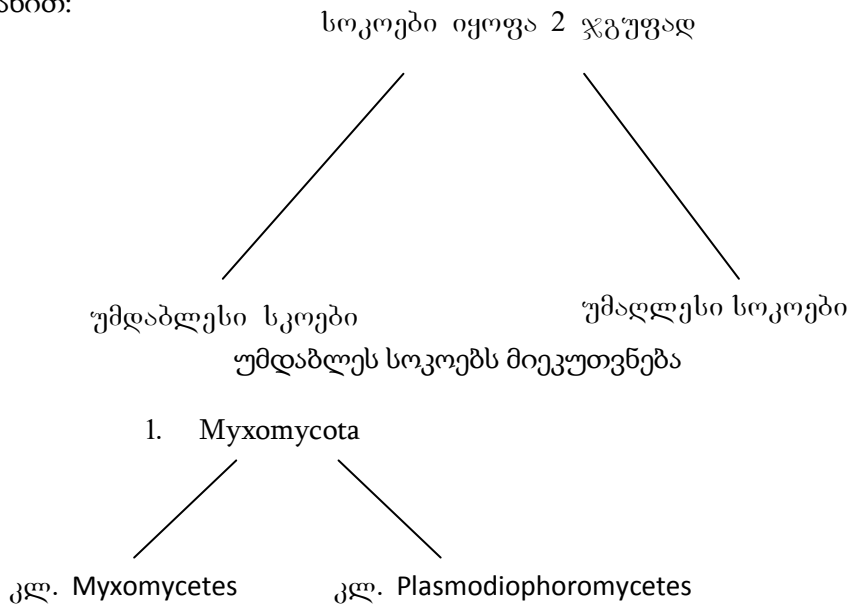 სოკოები იყოფა 2 ჯგუფად
უმდაბლესი სკოები
უმაღლესი სოკოები
უმდაბლეს სოკოებს მიეკუთვნება
1. Myxomycota
კლ. Myxomycetes
კლ. Plasmodiophoromycetes